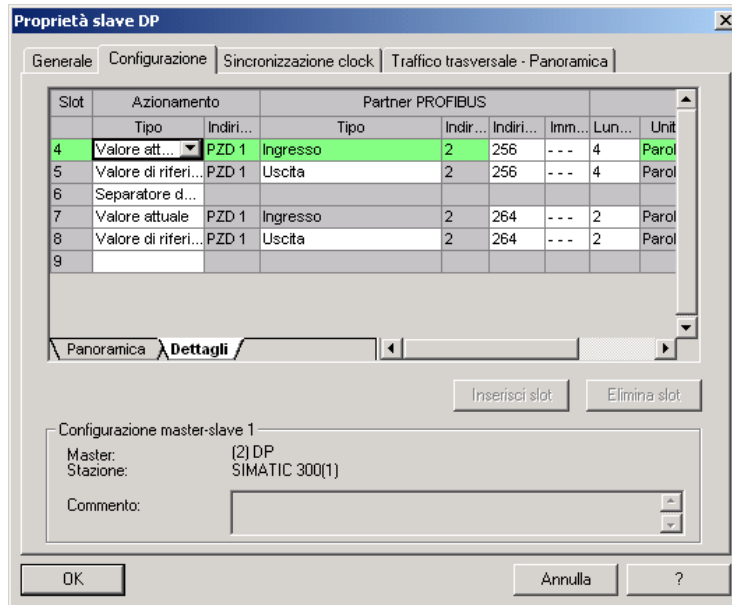 Proprietà slave DP
Generale Configurazione Sincronizzazione clock Traffico trasversale - Panoramica
Slot Azionamento Partner PROFIBUS
Tipo Indiri... Tipo Indir... Indiri... Imm... Lun... Unit
4 Valore att... PZD 1 Ingresso 2 256 - - - 4 Parol
5 Valore di riferi... PZD 1 Uscita 2 256 - - - 4 Parol
6 Separatore d...
7 Valore attuale PZD 1 Ingresso 2 264 - - - 2 Parol
8 Valore di riferi... PZD 1 Uscita 2 264 - - - 2 Parol
9
Panoramica Dettagli
Inserisci slot Elimina slot
Configurazione master-slave 1
Master: (2) DP
Stazione: SIMATIC 300(1)
Commento:
OK Annulla ?